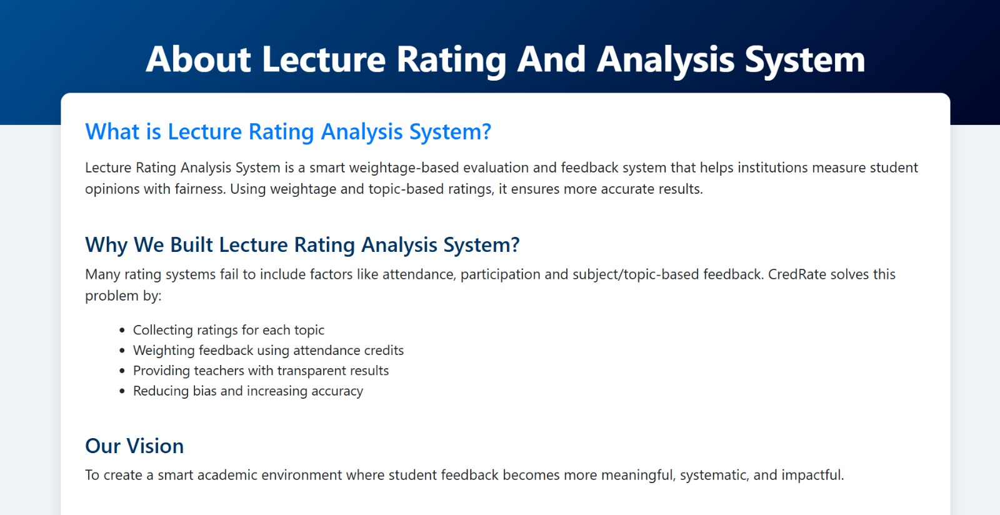 About Lecture Rating And Analysis System
What is Lecture Rating Analysis System?
Lecture Rating Analysis System is a smart weightage-based evaluation and feedback system that helps institutions measure student
opinions with fairness. Using weightage and topic-based ratings, it ensures more accurate results.
Why We Built Lecture Rating Analysis System?
Many rating systems fail to include factors like attendance, participation and subject/topic-based feedback. CredRate solves this
problem by:
• Collecting ratings for each topic
• Weighting feedback using attendance credits
• Providing teachers with transparent results
• Reducing bias and increasing accuracy
Our Vision
To create a smart academic environment where student feedback becomes more meaningful, systematic, and impactful.